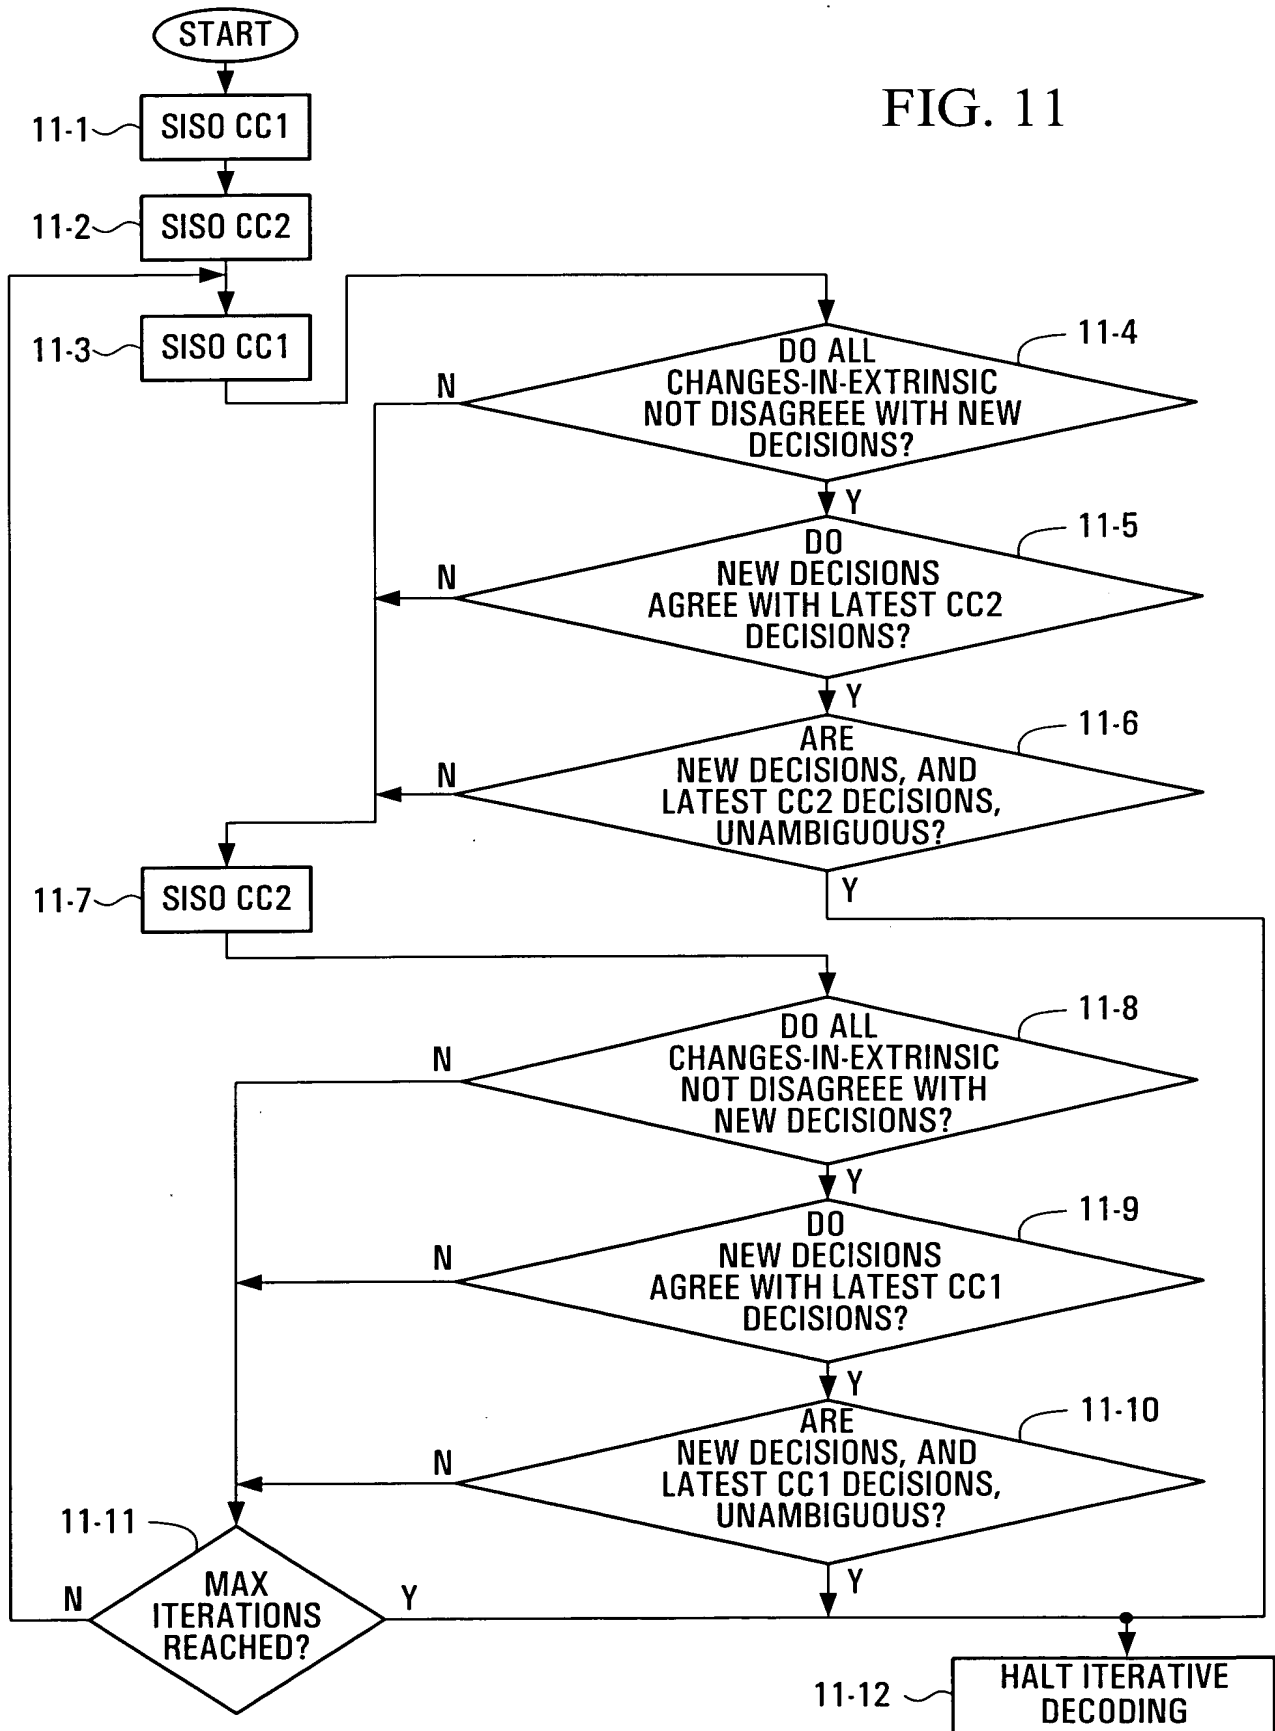 START
FIG. 11
11-1
SISO CC1
11-2
SISO CC2
11-3
SISO CC1
11-4
DO ALL
CHANGES-IN-EXTRINSIC
NOT DISAGREEE WITH NEW
DECISIONS?
N
Y
11-5
DO
NEW DECISIONS
AGREE WITH LATEST CC2
DECISIONS?
N
Y
11-6
ARE
NEW DECISIONS, AND
LATEST CC2 DECISIONS,
UNAMBIGUOUS?
N
Y
11-7
SISO CC2
11-8
DO ALL
CHANGES-IN-EXTRINSIC
NOT DISAGREEE WITH
NEW DECISIONS?
N
Y
11-9
DO
NEW DECISIONS
AGREE WITH LATEST CC1
DECISIONS?
N
Y
11-10
ARE
NEW DECISIONS, AND
LATEST CC1 DECISIONS,
UNAMBIGUOUS?
N
Y
11-11
MAX
ITERATIONS
REACHED?
N
Y
11-12
HALT ITERATIVE
DECODING